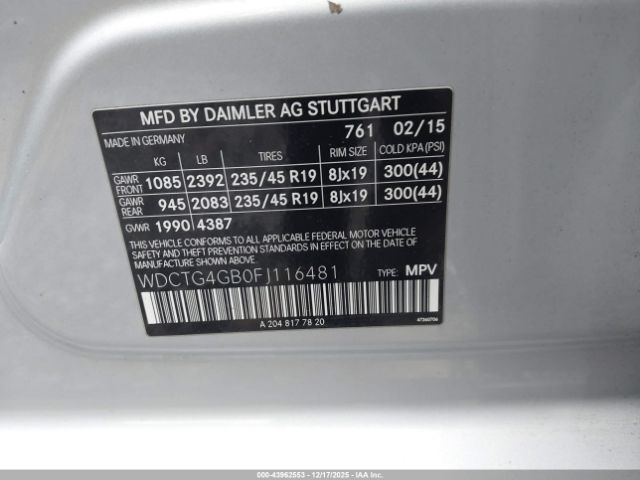 MFD BY DAIMLER AG STUTTGART
MADE IN GERMANY 761 02/15
KG LB TIRES RIM SIZE COLD KPA(PSI)
GAWR FRONT 1085 2392 235/45 R19 8Jx19 300(44)
GAWR REAR 945 2083 235/45 R19 8Jx19 300(44)
GVWR 1990 4387
THIS VEHICLE CONFORMS TO ALL APPLICABLE FEDERAL MOTOR VEHICLE
SAFETY AND THEFT PREVENTION STANDARDS IN EFFECT ON THE DATE
OF MANUFACTURE SHOWN ABOVE.
WDCTG4GB0FJ116481 TYPE: MPV
A 204 817 78 20 47360706
000-43962553 - 12/17/2025 - COPYRIGHT IAA, LLC.